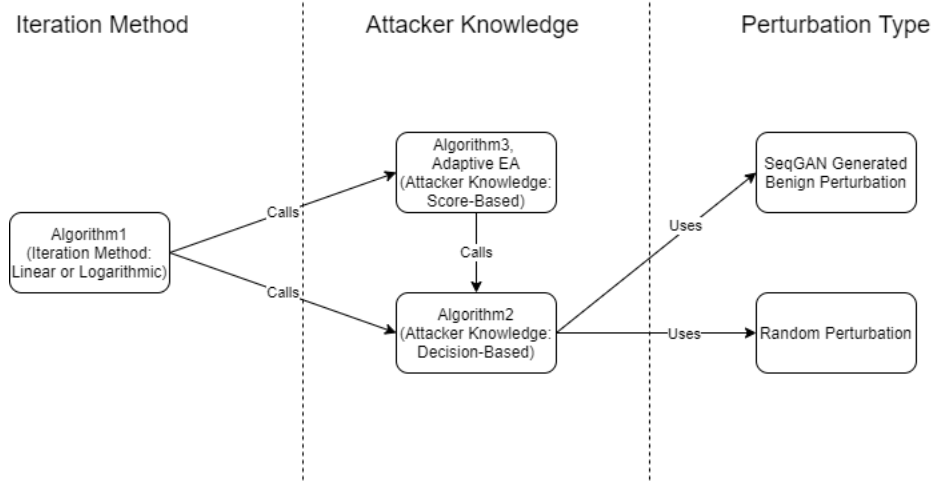 Iteration Method
Attacker Knowledge
Perturbation Type
Algorithm1
(Iteration Method:
Linear or Logarithmic)
Calls
Calls
Algorithm3,
Adaptive EA
(Attacker Knowledge:
Score-Based)
Calls
Algorithm2
(Attacker Knowledge:
Decision-Based)
Uses
Uses
SeqGAN Generated
Benign Perturbation
Random Perturbation